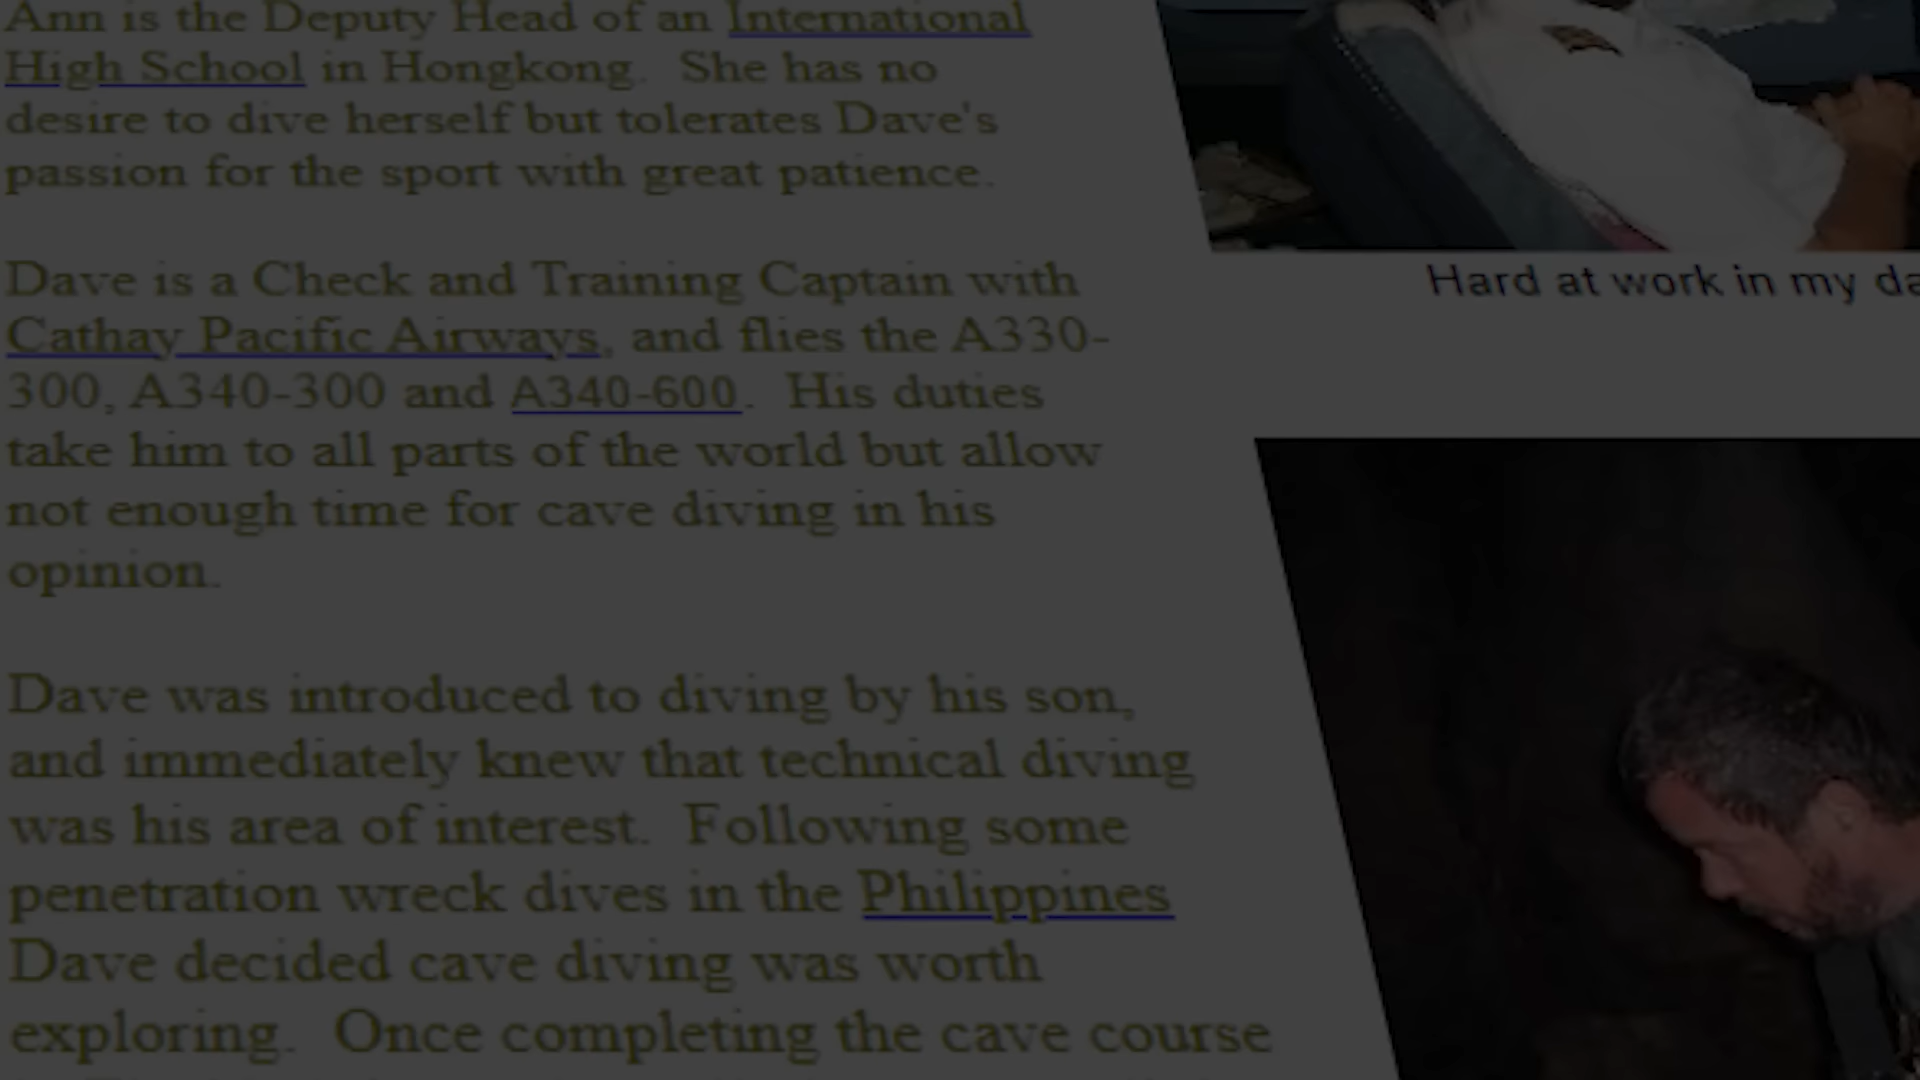 Ann is the Deputy Head of an International
High School in Hongkong.  She has no
desire to dive herself but tolerates Dave's
passion for the sport with great patience.
Dave is a Check and Training Captain with
Cathay Pacific Airways, and flies the A330-
300, A340-300 and A340-600.  His duties
take him to all parts of the world but allow
not enough time for cave diving in his
opinion.
Dave was introduced to diving by his son,
and immediately knew that technical diving
was his area of interest.  Following some
penetration wreck dives in the Philippines
Dave decided cave diving was worth
exploring.  Once completing the cave course
Hard at work in my da